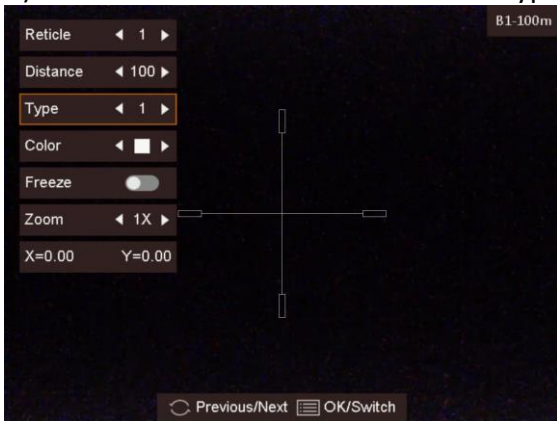 B1-100m
Reticle 1
Distance 100
Type 1
Color
Freeze
Zoom 1X
X=0.00 Y=0.00
Previous/Next OK/Switch